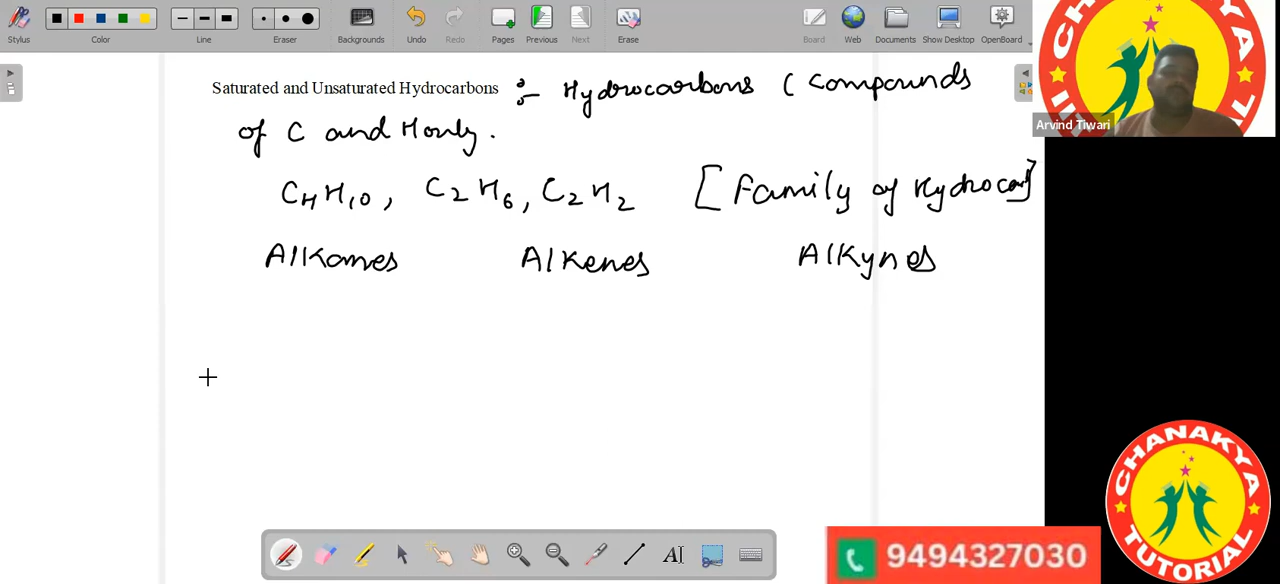 Stylus
Color
Line
Eraser
Backgrounds
Undo
Redo
Pages
Previous
Next
Erase
Board
Web
Documents
Show Desktop
OpenBoard
Saturated and Unsaturated Hydrocarbons :- Hydrocarbons ( Compounds
of C and H only.
C4H10, C2H6, C2H2 [Family of Hydrocar]
Alkanes Alkenes Alkynes
Arvind Tiwari
CHANAKYA
TUTORIAL
9494327030